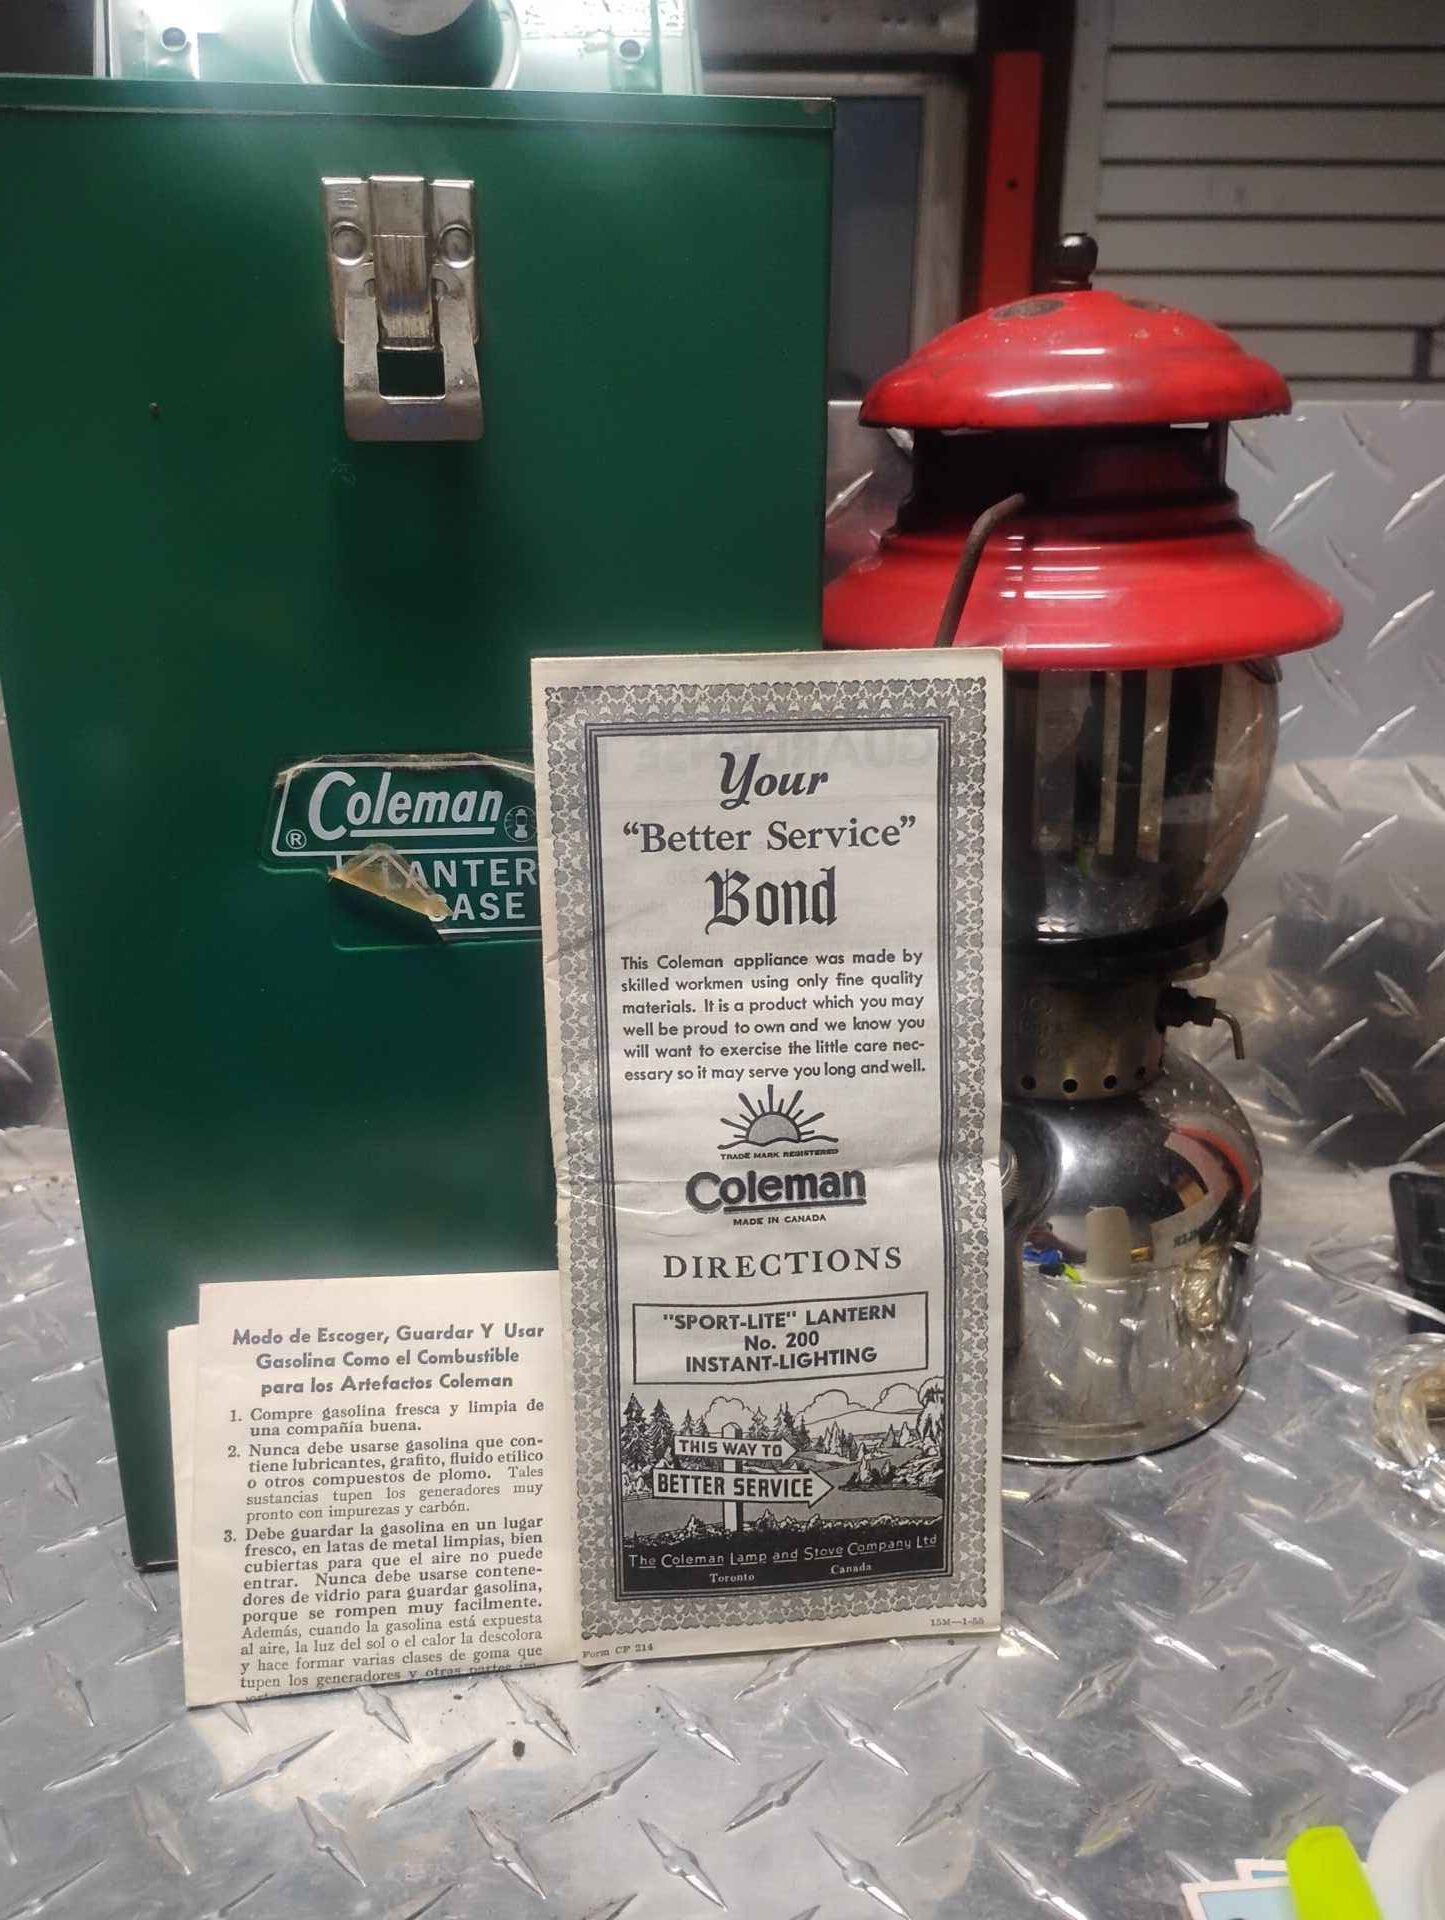 Coleman
®
LANTER
CASE
Your
“Better Service”
Bond
This Coleman appliance was made by
skilled workmen using only fine quality
materials. It is a product which you may
well be proud to own and we know you
will want to exercise the little care nec-
essary so it may serve you long and well.
TRADE MARK REGISTERED
Coleman
MADE IN CANADA
DIRECTIONS
"SPORT-LITE" LANTERN
No. 200
INSTANT-LIGHTING
THIS WAY TO
BETTER SERVICE
The Coleman Lamp and Stove Company Ltd
Toronto Canada
Form CP 214
15M—1-55
Modo de Escoger, Guardar Y Usar
Gasolina Como el Combustible
para los Artefactos Coleman
1. Compre gasolina fresca y limpia de
una compañía buena.
2. Nunca debe usarse gasolina que con-
tiene lubricantes, grafito, fluido etílico
o otros compuestos de plomo. Tales
sustancias tupen los generadores muy
pronto con impurezas y carbón.
3. Debe guardar la gasolina en un lugar
fresco, en latas de metal limpias, bien
cubiertas para que el aire no puede
entrar. Nunca debe usarse contene-
dores de vidrio para guardar gasolina,
porque se rompen muy facilmente.
Además, cuando la gasolina está expuesta
al aire, la luz del sol o el calor la descolora
y hace formar varias clases de goma que
tupen los generadores y otras partes im-